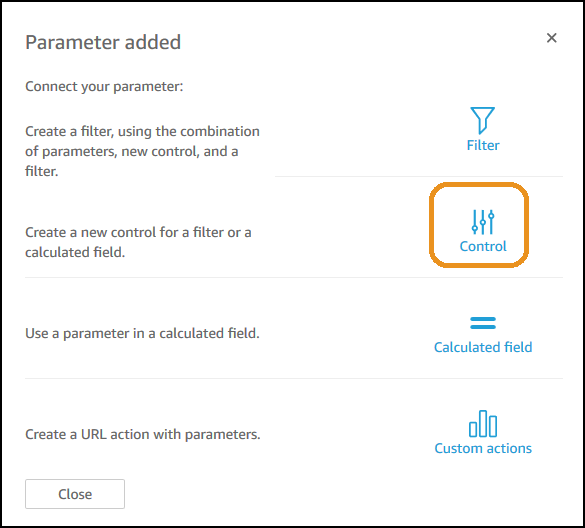 Parameter added
Connect your parameter:
Create a filter, using the combination
of parameters, new control, and a
filter.
Filter
Create a new control for a filter or a
calculated field.
Control
Use a parameter in a calculated field.
Calculated field
Create a URL action with parameters.
Custom actions
Close